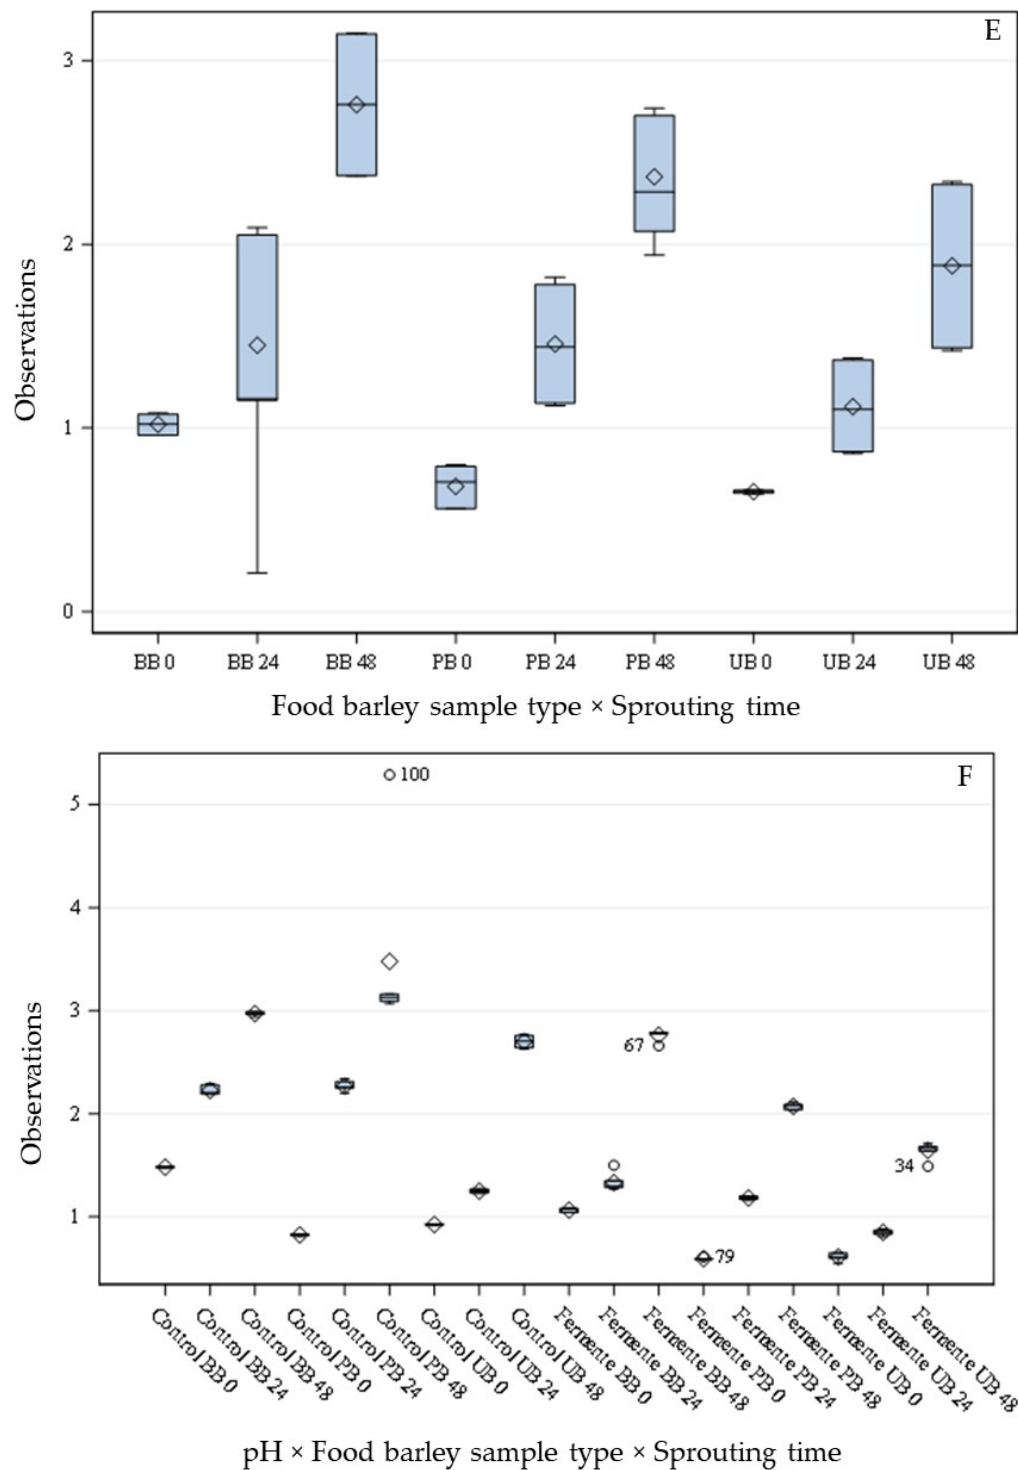 E
3
2
1
0
Observations
BB 0 BB 24 BB 48 PB 0 PB 24 PB 48 UB 0 UB 24 UB 48
Food barley sample type × Sprouting time
F
100
5
4
3
2
1
67
34
79
Observations
Control BB 0
Control BB 24
Control BB 48
Control PB 0
Control PB 24
Control PB 48
Control UB 0
Control UB 24
Control UB 48
Fermente BB 0
Fermente BB 24
Fermente BB 48
Fermente PB 0
Fermente PB 24
Fermente PB 48
Fermente UB 0
Fermente UB 24
Fermente UB 48
pH × Food barley sample type × Sprouting time